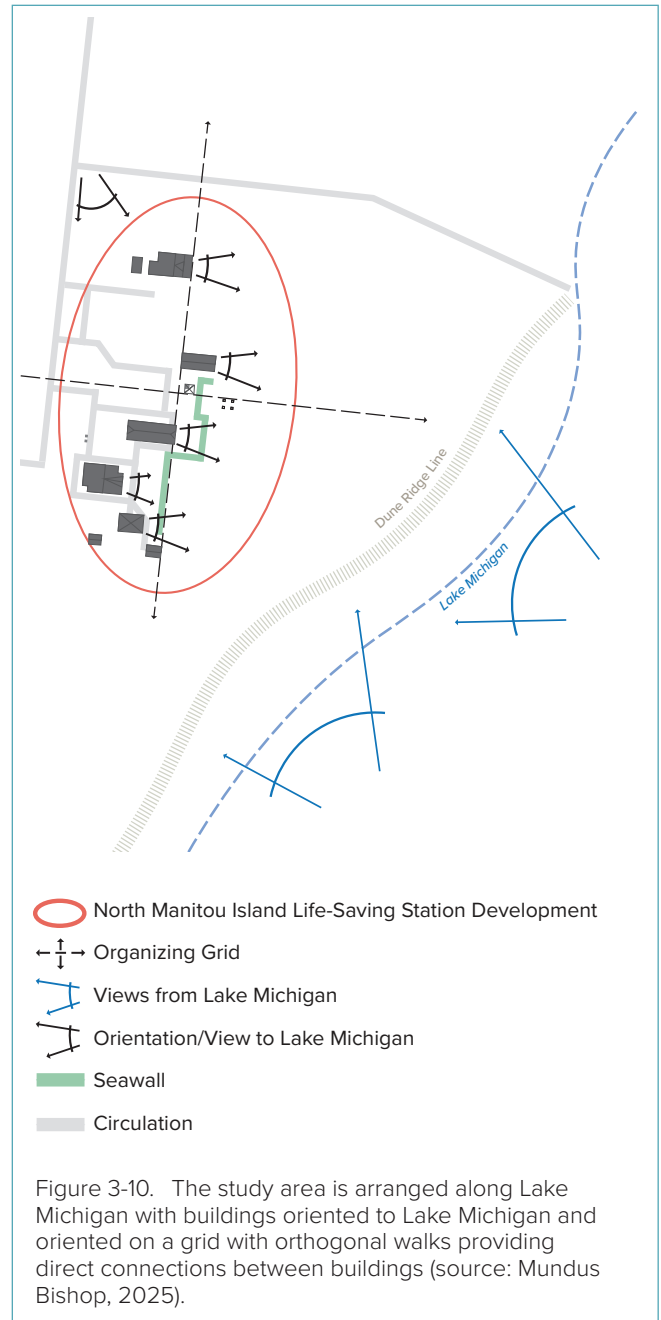 Dune Ridge Line
Lake Michigan
North Manitou Island Life-Saving Station Development
Organizing Grid
Views from Lake Michigan
Orientation/View to Lake Michigan
Seawall
Circulation
Figure 3-10. The study area is arranged along Lake
Michigan with buildings oriented to Lake Michigan and
oriented on a grid with orthogonal walks providing
direct connections between buildings (source: Mundus
Bishop, 2025).